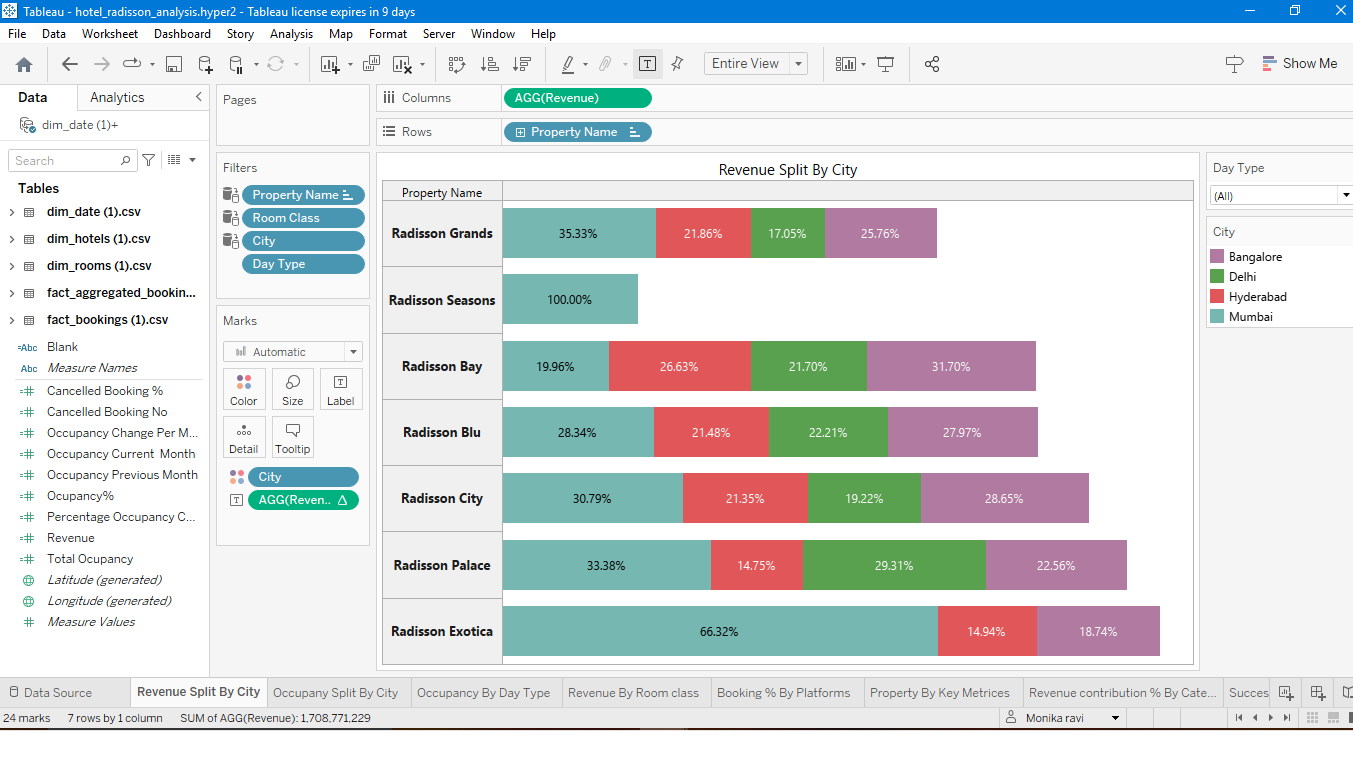 Tableau - hotel_radisson_analysis.hyper2 - Tableau license expires in 9 days
File Data Worksheet Dashboard Story Analysis Map Format Server Window Help
Entire View
Show Me
Data Analytics
dim_date (1)+
Search
Tables
dim_date (1).csv
dim_hotels (1).csv
dim_rooms (1).csv
fact_aggregated_bookin...
fact_bookings (1).csv
=Abc Blank
Abc Measure Names
Cancelled Booking %
Cancelled Booking No
Occupancy Change Per M...
Occupancy Current Month
Occupancy Previous Month
Ocupancy%
Percentage Occupancy C...
Revenue
Total Ocupancy
Latitude (generated)
Longitude (generated)
Measure Values
Pages
Filters
Property Name
Room Class
City
Day Type
Marks
Automatic
Color Size Label
Detail Tooltip
City
AGG(Reven..
Columns AGG(Revenue)
Rows Property Name
Revenue Split By City
Property Name
Radisson Grands 35.33% 21.86% 17.05% 25.76%
Radisson Seasons 100.00%
Radisson Bay 19.96% 26.63% 21.70% 31.70%
Radisson Blu 28.34% 21.48% 22.21% 27.97%
Radisson City 30.79% 21.35% 19.22% 28.65%
Radisson Palace 33.38% 14.75% 29.31% 22.56%
Radisson Exotica 66.32% 14.94% 18.74%
Day Type
(All)
City
Bangalore
Delhi
Hyderabad
Mumbai
Data Source Revenue Split By City Occupany Split By City Occupancy By Day Type Revenue By Room class Booking % By Platforms Property By Key Metrices Revenue contribution % By Cate... Succes
24 marks 7 rows by 1 column SUM of AGG(Revenue): 1,708,771,229 Monika ravi